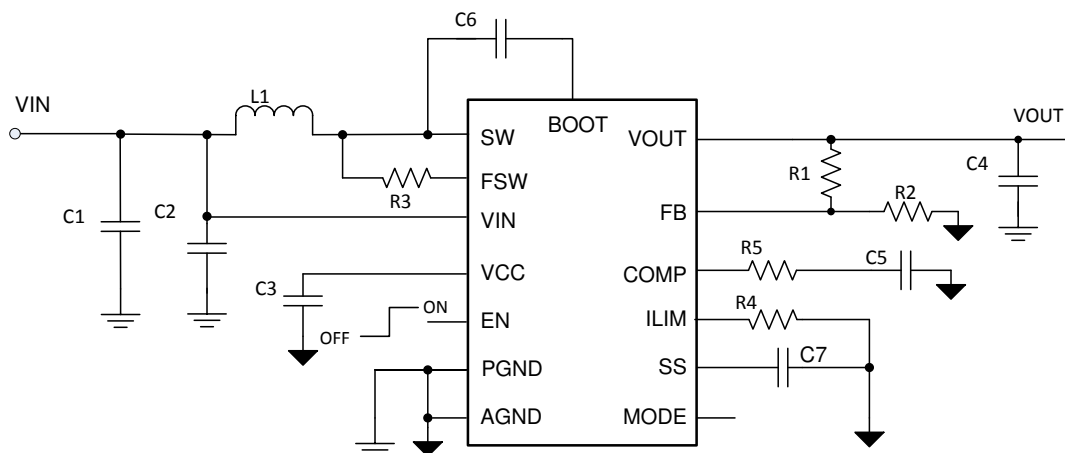 C6
VIN
L1
BOOT
SW
VOUT
VOUT
R1
C4
FSW
R3
R2
VIN
FB
C1
C2
VCC
COMP
R5
C5
C3
ON
OFF
EN
ILIM
R4
PGND
SS
C7
AGND
MODE